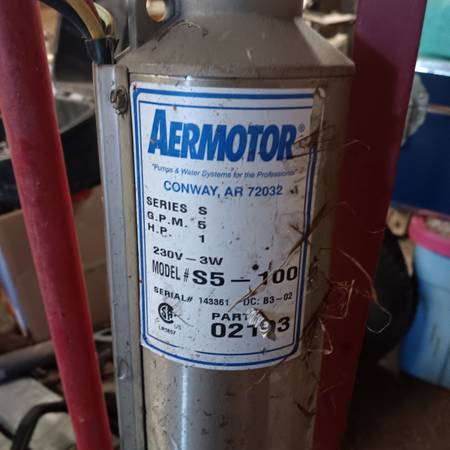 AERMOTOR®
"Pumps & Water Systems for the Professional"
CONWAY, AR 72032
SERIES S
G.P.M. 5
H.P. 1
230V-3W
MODEL # S5-100
SERIAL# 143361 DC: B3-02
PART
02193